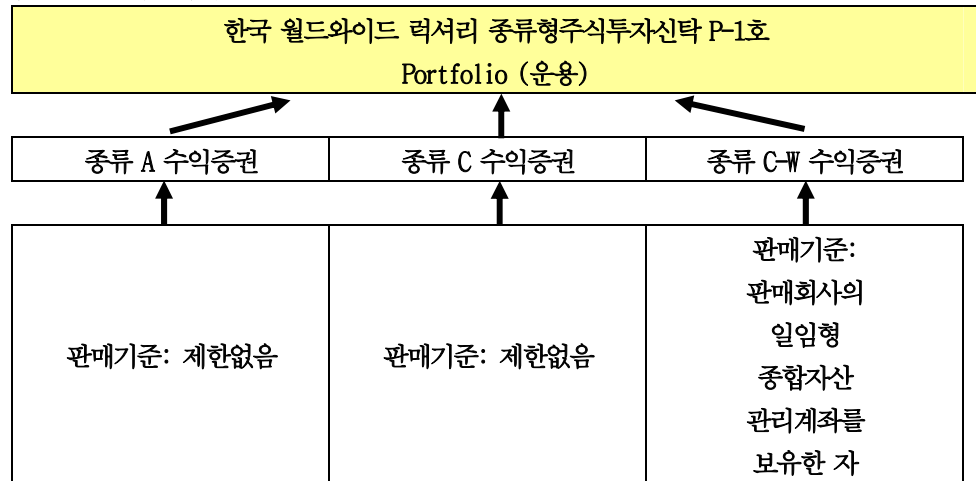 한국 월드와이드 럭셔리 종류형주식투자신탁 P-1호
Portfolio (운용)
종류 A 수익증권
종류 C 수익증권
종류 C-W 수익증권
판매기준: 제한없음
판매기준: 제한없음
판매기준:
판매회사의
일임형
종합자산
관리계좌를
보유한 자